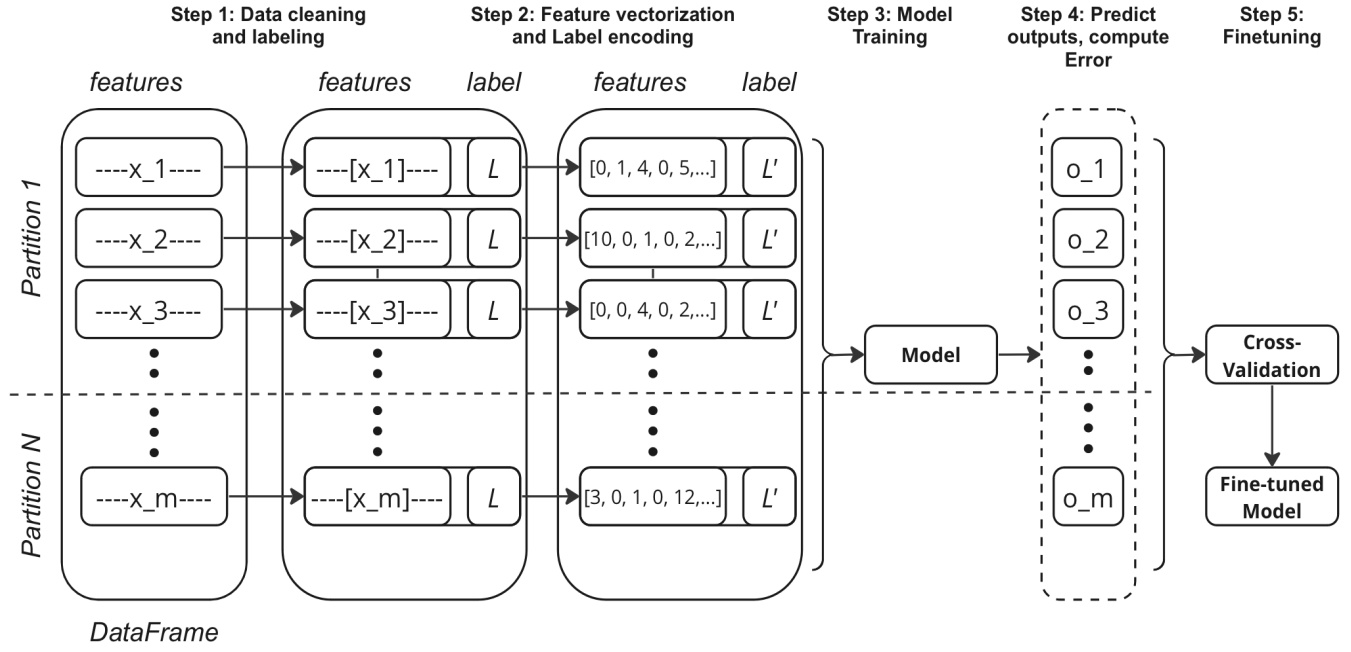 Step 1: Data cleaning
and labeling
Step 2: Feature vectorization
and Label encoding
Step 3: Model
Training
Step 4: Predict
outputs, compute
Error
Step 5:
Finetuning
features
features
label
features
label
Partition 1
----x_1----
----[x_1]----
L
[0, 1, 4, 0, 5,...]
L'
o_1
----x_2----
----[x_2]----
L
[10, 0, 1, 0, 2,...]
L'
o_2
----x_3----
----[x_3]----
L
[0, 0, 4, 0, 2,...]
L'
o_3
Model
Cross-
Validation
Partition N
----x_m----
----[x_m]----
L
[3, 0, 1, 0, 12,...]
L'
o_m
Fine-tuned
Model
DataFrame